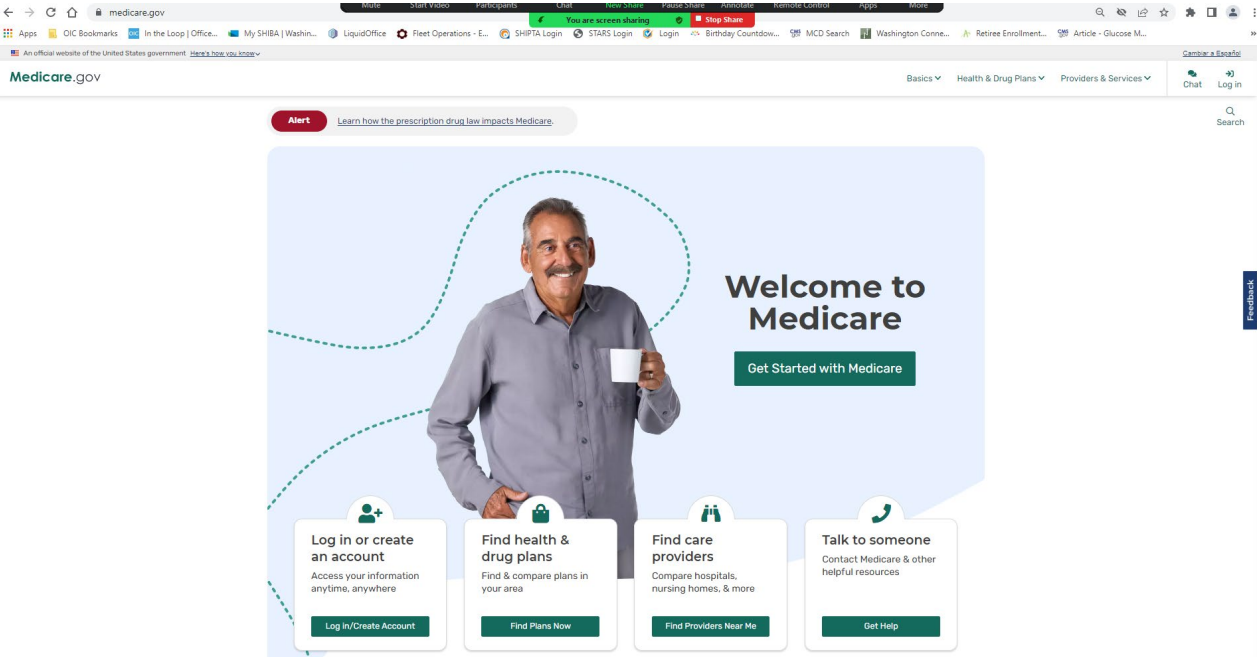 Mute Start Video Participants Chat New Share Pause Share Annotate Remote Control Apps More
medicare.gov
You are screen sharing Stop Share
Apps OIC Bookmarks In the Loop | Office... My SHIBA | Washin... LiquidOffice Fleet Operations - E... SHIPTA Login STARS Login Login Birthday Countdow... MCD Search Washington Conne... Retiree Enrollment... Article - Glucose M...
An official website of the United States government Here's how you know
Cambiar a Español
Medicare.gov
Basics Health & Drug Plans Providers & Services
Chat Log in
Alert Learn how the prescription drug law impacts Medicare.
Search
Welcome to
Medicare
Get Started with Medicare
Feedback
Log in or create
an account
Access your information
anytime, anywhere
Log in/Create Account
Find health &
drug plans
Find & compare plans in
your area
Find Plans Now
Find care
providers
Compare hospitals,
nursing homes, & more
Find Providers Near Me
Talk to someone
Contact Medicare & other
helpful resources
Get Help